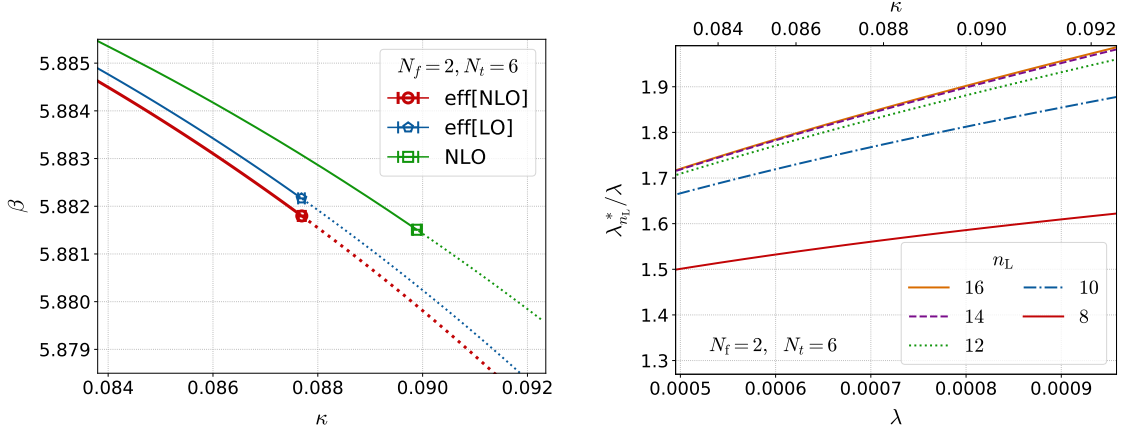 5.885
5.884
5.883
5.882
5.881
5.880
5.879
β
0.084 0.086 0.088 0.090 0.092
κ
N_f = 2, N_t = 6
eff[NLO]
eff[LO]
NLO
κ
0.084 0.086 0.088 0.090 0.092
1.9
1.8
1.7
1.6
1.5
1.4
1.3
λ*_{n_L}/λ
n_L
16 10
14 8
12
N_f = 2, N_t = 6
0.0005 0.0006 0.0007 0.0008 0.0009
λ